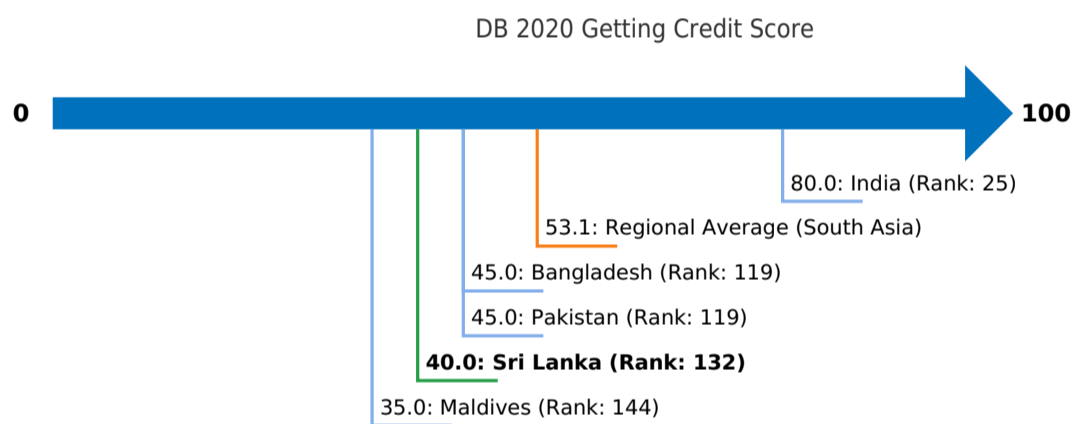 DB 2020 Getting Credit Score
0
100
80.0: India (Rank: 25)
53.1: Regional Average (South Asia)
45.0: Bangladesh (Rank: 119)
45.0: Pakistan (Rank: 119)
40.0: Sri Lanka (Rank: 132)
35.0: Maldives (Rank: 144)